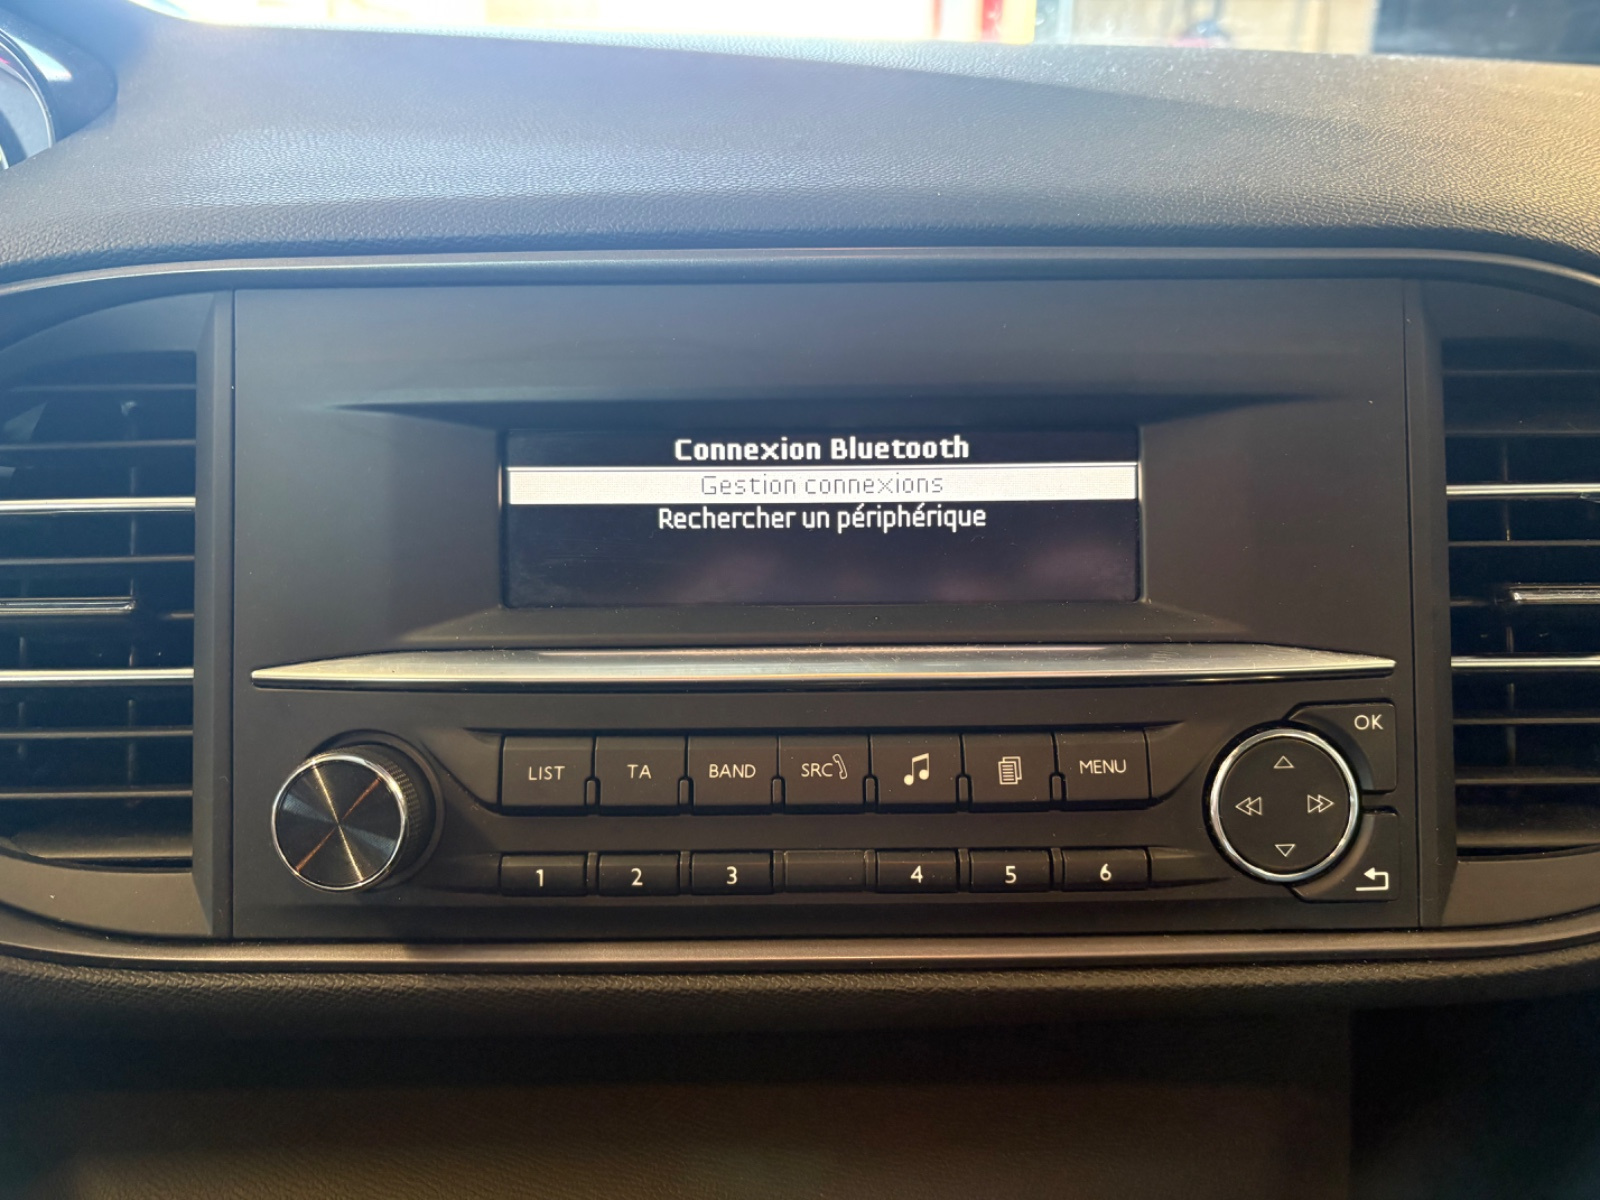 Connexion Bluetooth
Gestion connexions
Rechercher un périphérique
OK
LIST TA BAND SRC MENU
1 2 3 4 5 6